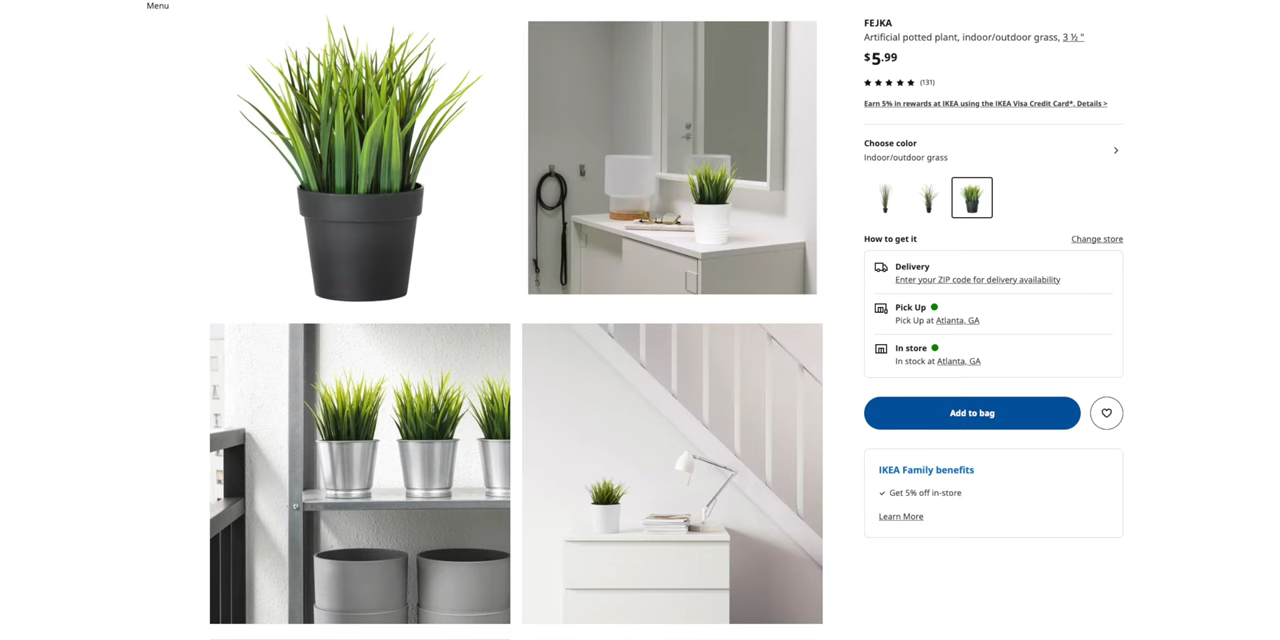 Menu
FEJKA
Artificial potted plant, indoor/outdoor grass, 3 ½ "
$5.99
(131)
Earn 5% in rewards at IKEA using the IKEA Visa Credit Card*. Details >
Choose color
Indoor/outdoor grass
How to get it
Change store
Delivery
Enter your ZIP code for delivery availability
Pick Up
Pick Up at Atlanta, GA
In store
In stock at Atlanta, GA
Add to bag
IKEA Family benefits
Get 5% off in-store
Learn More